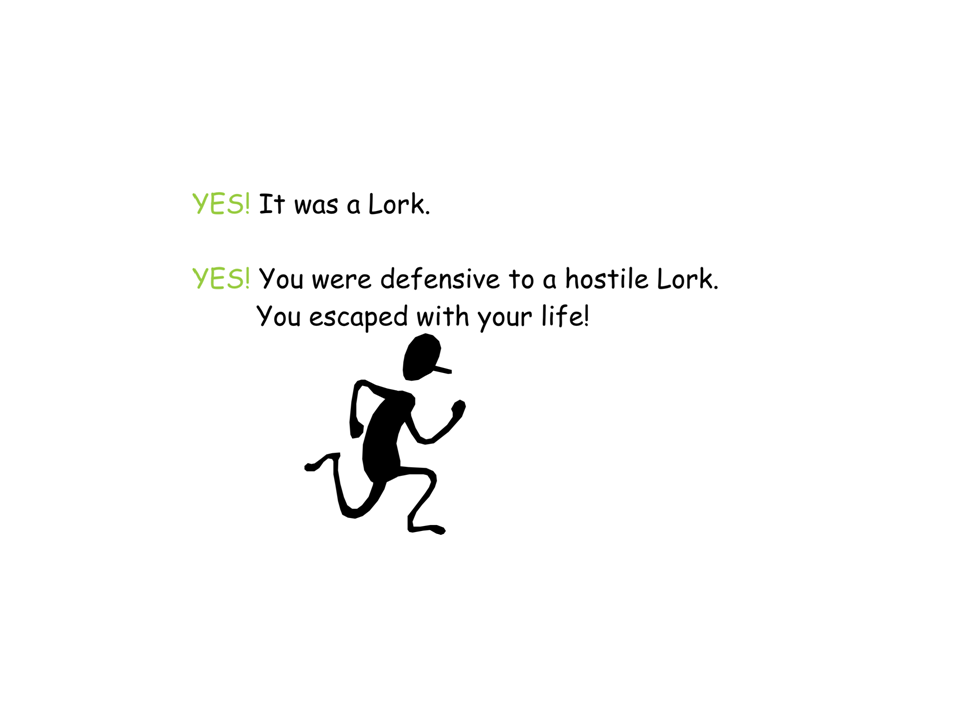 YES! It was a Lork.
YES! You were defensive to a hostile Lork.
You escaped with your life!